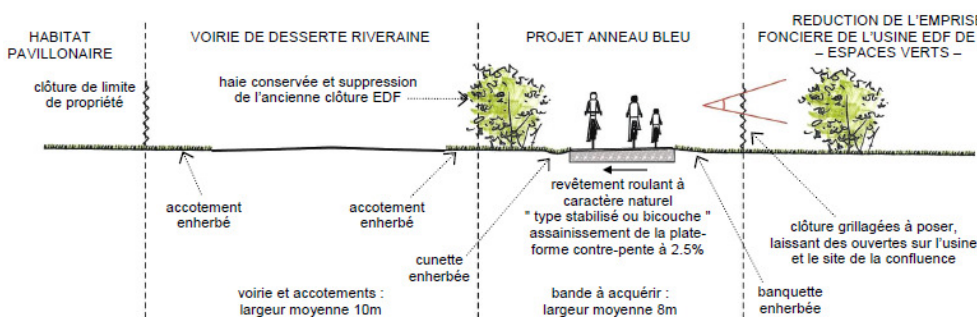 HABITAT
PAVILLONAIRE
VOIRIE DE DESSERTE RIVERAINE
PROJET ANNEAU BLEU
REDUCTION DE L'EMPRIS
FONCIERE DE L'USINE EDF DE
– ESPACES VERTS –
clôture de limite
de propriété
haie conservée et suppression
de l'ancienne clôture EDF
accotement
enherbé
accotement
enherbé
cunette
enherbée
revêtement roulant à
caractère naturel
" type stabilisé ou bicouche "
assainissement de la plate-
forme contre-pente à 2.5%
clôture grillagées à poser,
laissant des ouvertes sur l'usine
et le site de la confluence
banquette
enherbée
voirie et accotements :
largeur moyenne 10m
bande à acquérir :
largeur moyenne 8m